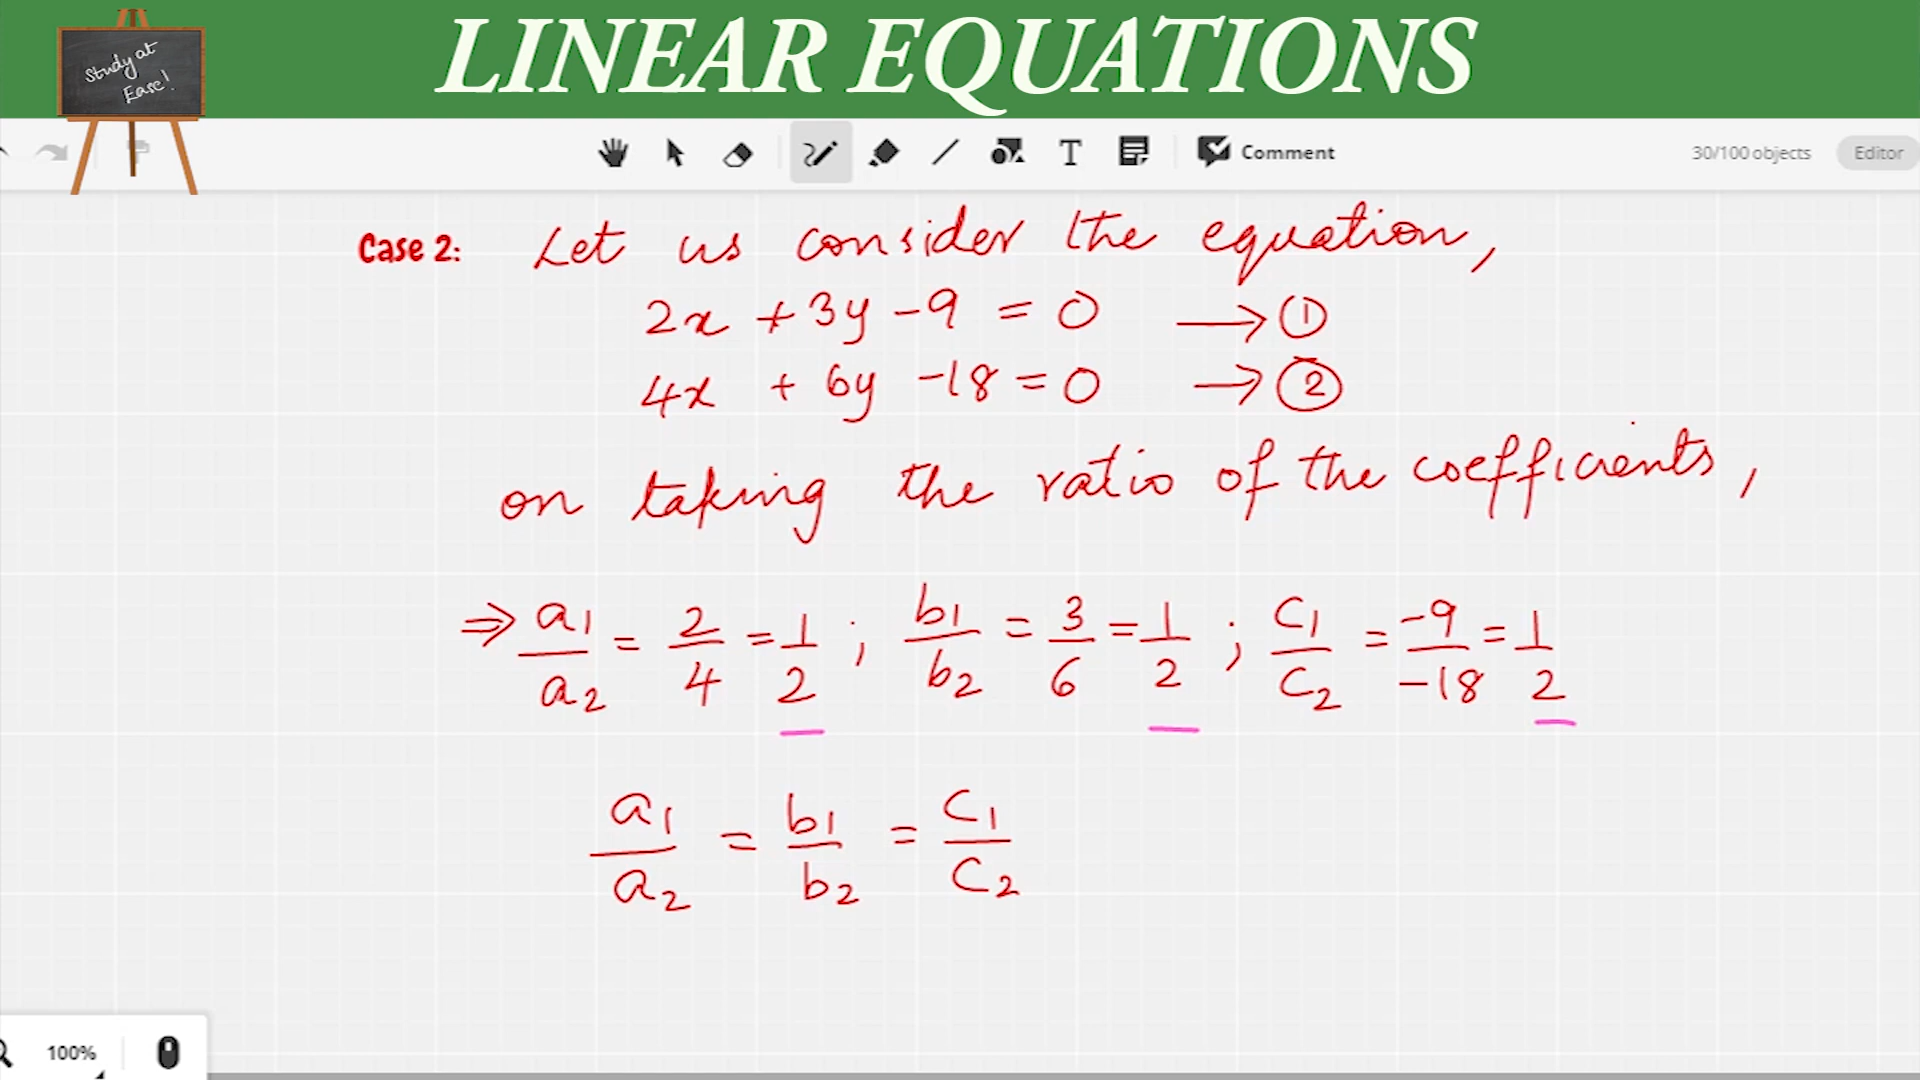 LINEAR EQUATIONS
Study at
Ease!
T
Comment
30/100 objects
Editor
Case 2: Let us consider the equation,
2x + 3y - 9 = 0 → ①
4x + 6y - 18 = 0 → ②
on taking the ratio of the coefficients,
⇒ a1/a2 = 2/4 = 1/2 ; b1/b2 = 3/6 = 1/2 ; C1/C2 = -9/-18 = 1/2
a1/a2 = b1/b2 = C1/C2
100%